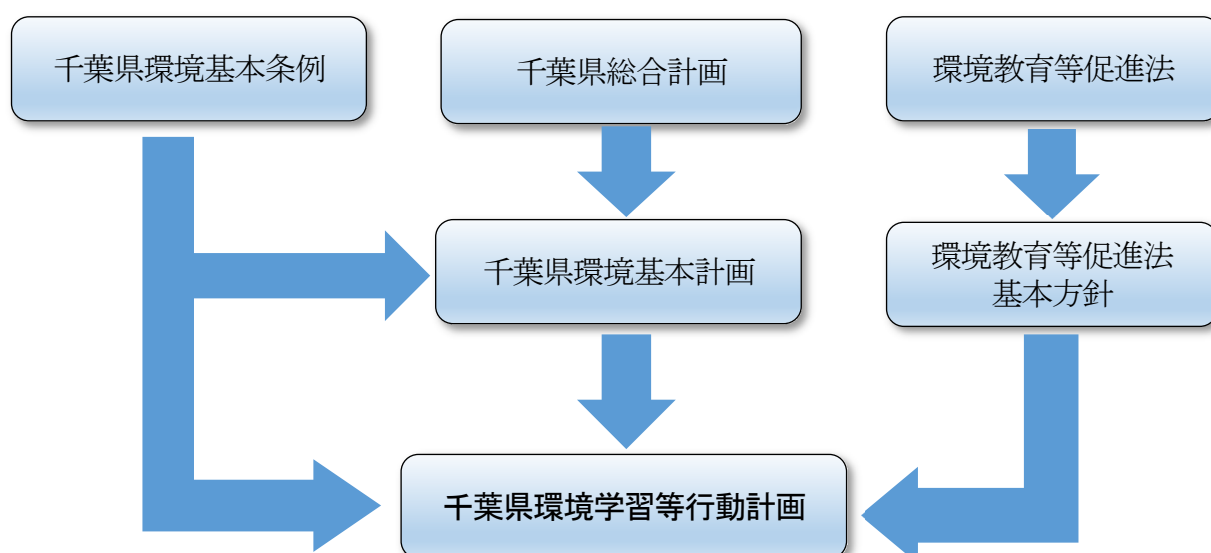 千葉県環境基本条例
千葉県総合計画
環境教育等促進法
千葉県環境基本計画
環境教育等促進法
基本方針
千葉県環境学習等行動計画